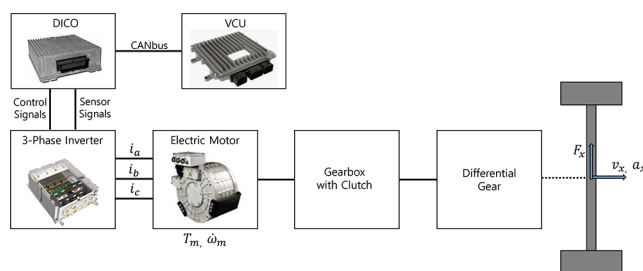 DICO
VCU
CANbus
Control
Signals
Sensor
Signals
3-Phase Inverter
Electric Motor
i_a
i_b
i_c
Gearbox
with Clutch
Differential
Gear
F_x
v_x, a_x
T_m, ω̇_m